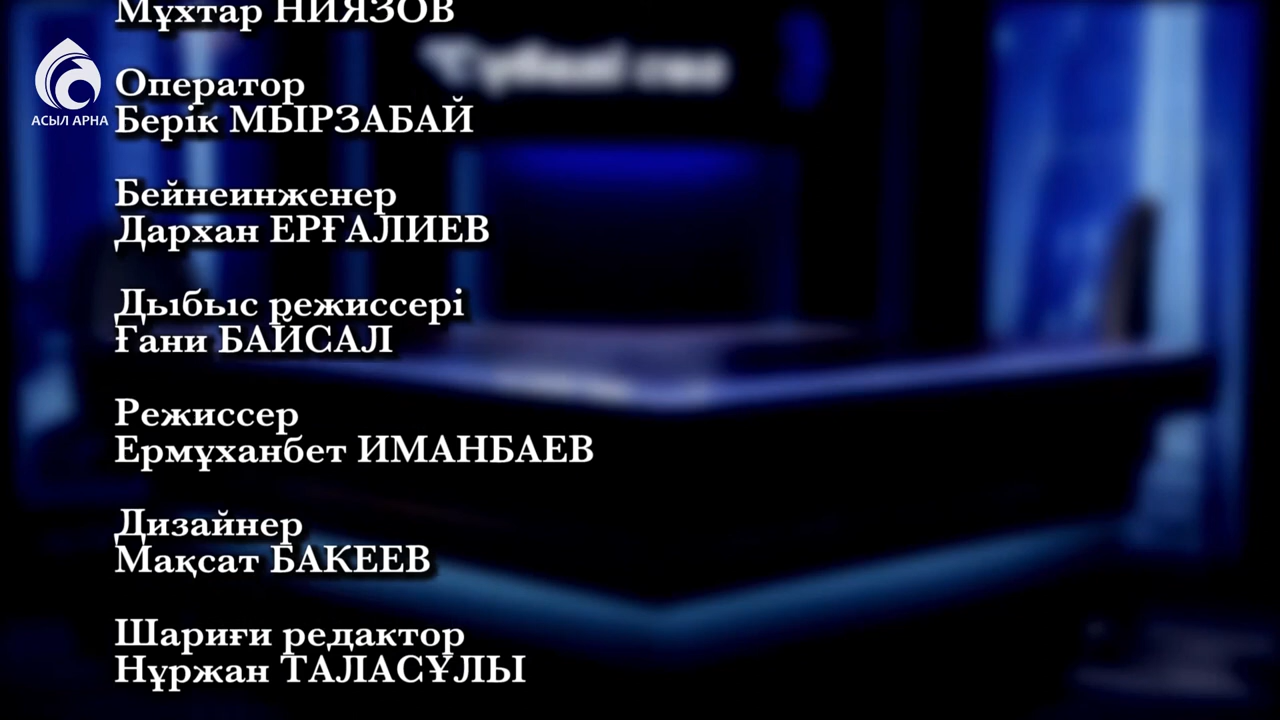 Мұхтар НИЯЗОВ
АСЫЛ АРНА
Оператор
Берік МЫРЗАБАЙ
Бейнеинженер
Дархан ЕРҒАЛИЕВ
Дыбыс режиссері
Ғани БАЙСАЛ
Режиссер
Ермұханбет ИМАНБАЕВ
Дизайнер
Мақсат БАКЕЕВ
Шариғи редактор
Нұржан ТАЛАСҰЛЫ